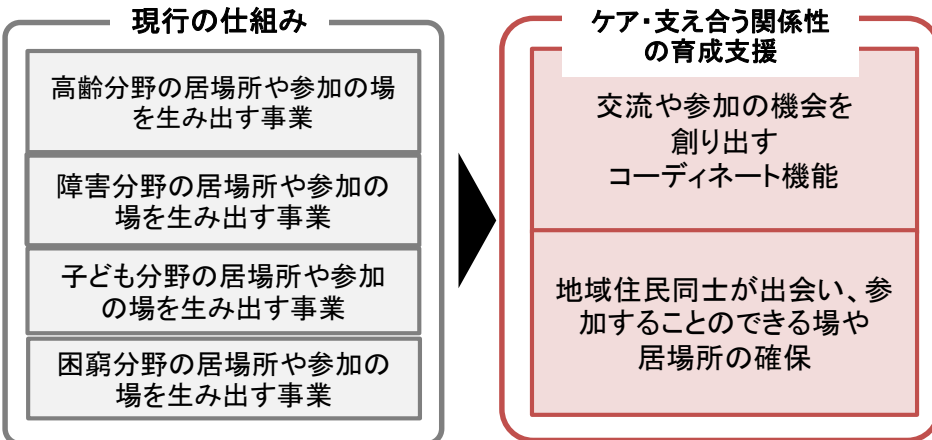 現行の仕組み
高齢分野の居場所や参加の場
を生み出す事業
障害分野の居場所や参加の
場を生み出す事業
子ども分野の居場所や参加
の場を生み出す事業
困窮分野の居場所や参加の
場を生み出す事業
ケア・支え合う関係性
の育成支援
交流や参加の機会を
創り出す
コーディネート機能
地域住民同士が出会い、参
加することのできる場や
居場所の確保